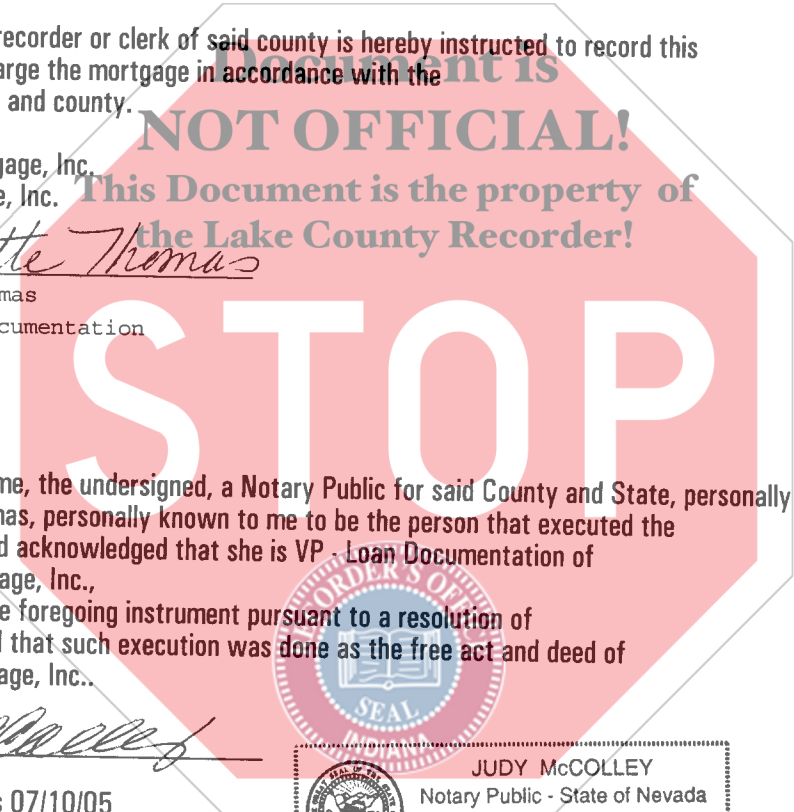 recorder or clerk of said county is hereby instructed to record this
arge the mortgage in accordance with the
and county.
Document is
NOT OFFICIAL!
This Document is the property of
the Lake County Recorder!
gage, Inc.
e, Inc.
tte Thomas
mas
cumentation
STOP
me, the undersigned, a Notary Public for said County and State, personally
nas, personally known to me to be the person that executed the
d acknowledged that she is VP - Loan Documentation of
age, Inc.,
e foregoing instrument pursuant to a resolution of
d that such execution was done as the free act and deed of
age, Inc..
RECORDER'S OFFICE
SEAL
INDIANA
JUDY McCOLLEY
Notary Public - State of Nevada
s 07/10/05